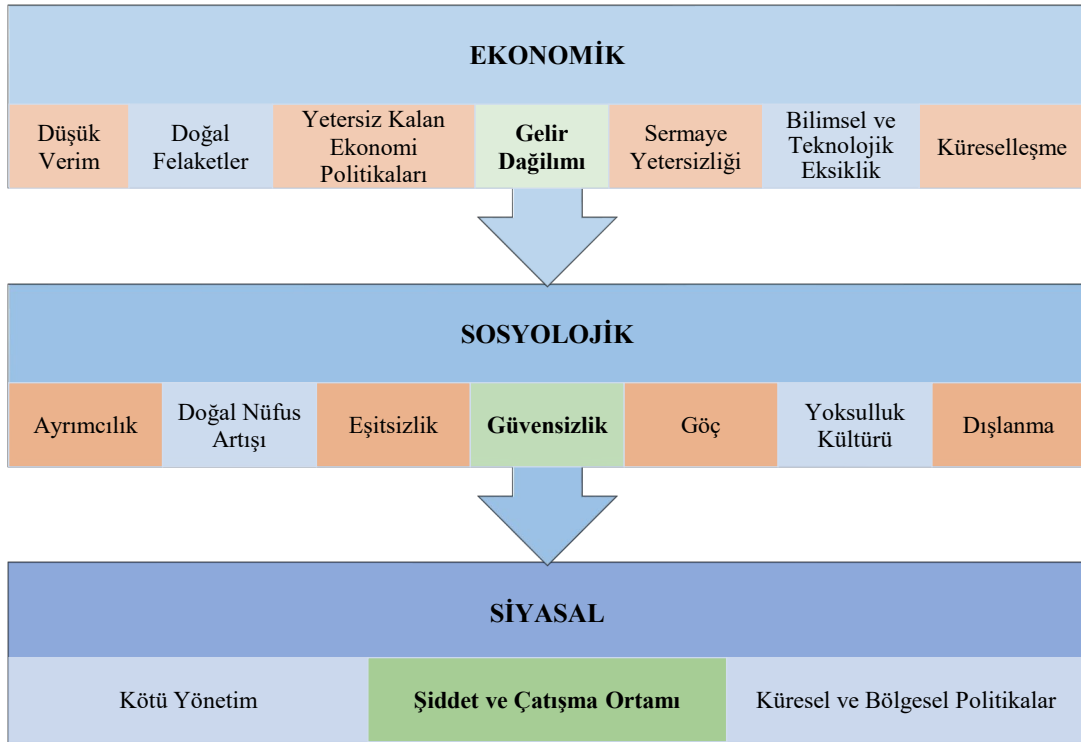 EKONOMİK
Düşük
Verim
Doğal
Felaketler
Yetersiz Kalan
Ekonomi
Politikaları
Gelir
Dağilımı
Sermaye
Yetersizliği
Bilimsel ve
Teknolojik
Eksiklik
Küreselleşme
SOSYOLOJİK
Ayrımcılık
Doğal Nüfus
Artışı
Eşitsizlik
Güvensizlik
Göç
Yoksulluk
Kültürü
Dışlanma
SİYASAL
Kötü Yönetim
Şiddet ve Çatışma Ortamı
Küresel ve Bölgesel Politikalar